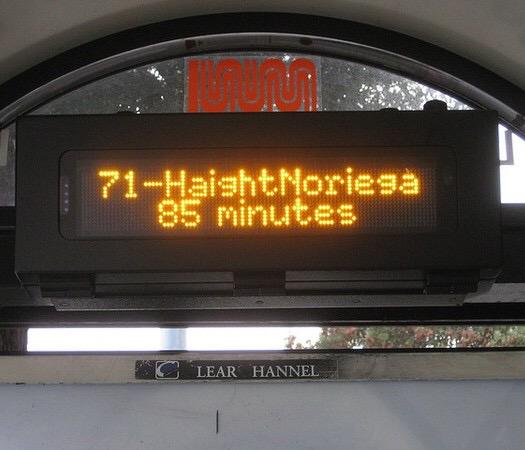 71-HaightNoriega
85 minutes
LEAR HANNEL